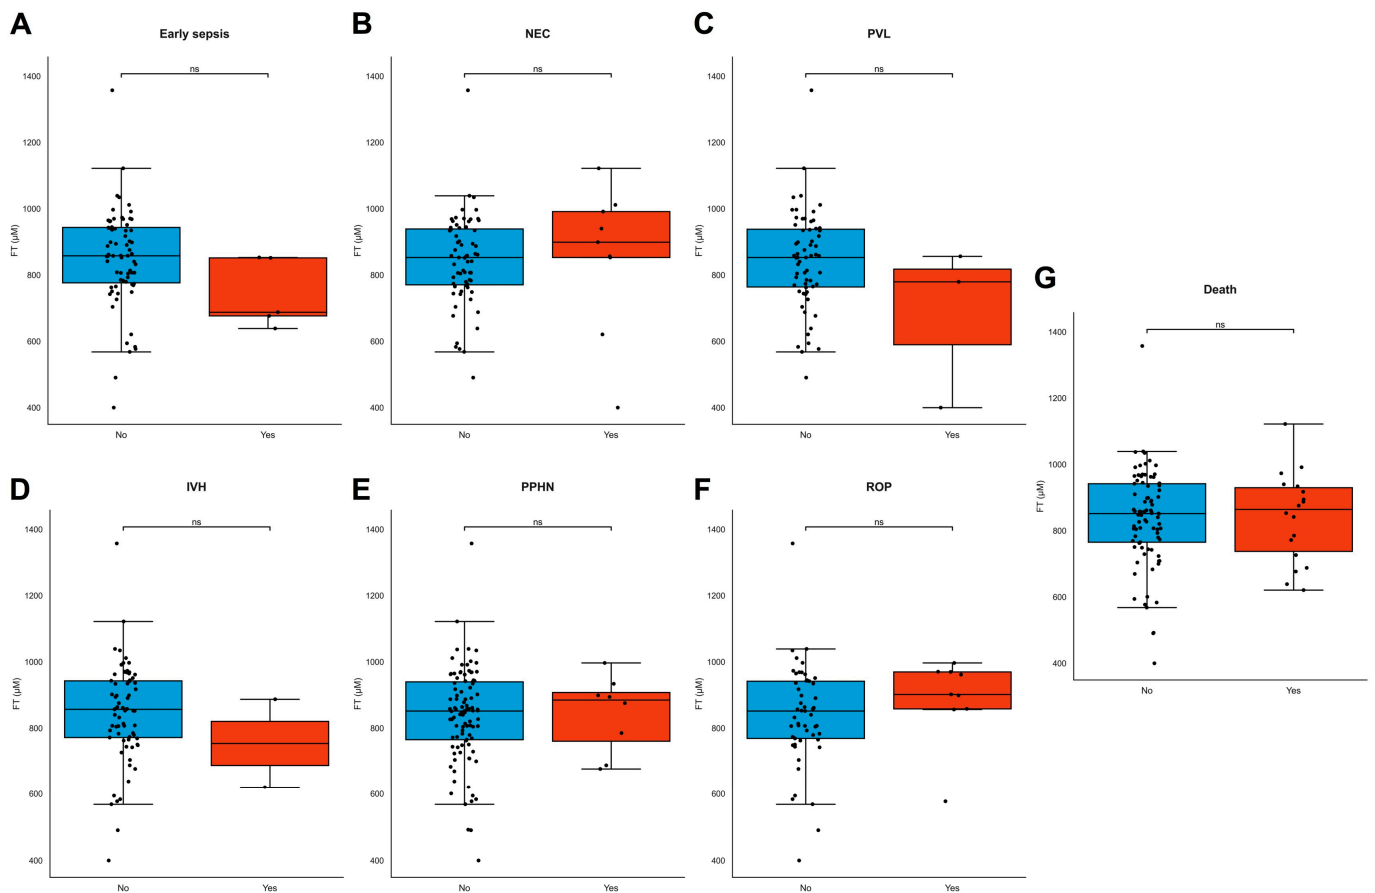 A
Early sepsis
ns
1400
1200
1000
800
600
400
FT (μM)
No
Yes
B
NEC
ns
1400
1200
1000
800
600
400
FT (μM)
No
Yes
C
PVL
ns
1400
1200
1000
800
600
400
FT (μM)
No
Yes
D
IVH
ns
1400
1200
1000
800
600
400
FT (μM)
No
Yes
E
PPHN
ns
1400
1200
1000
800
600
400
FT (μM)
No
Yes
F
ROP
ns
1400
1200
1000
800
600
400
FT (μM)
No
Yes
G
Death
ns
1400
1200
1000
800
600
400
FT (μM)
No
Yes